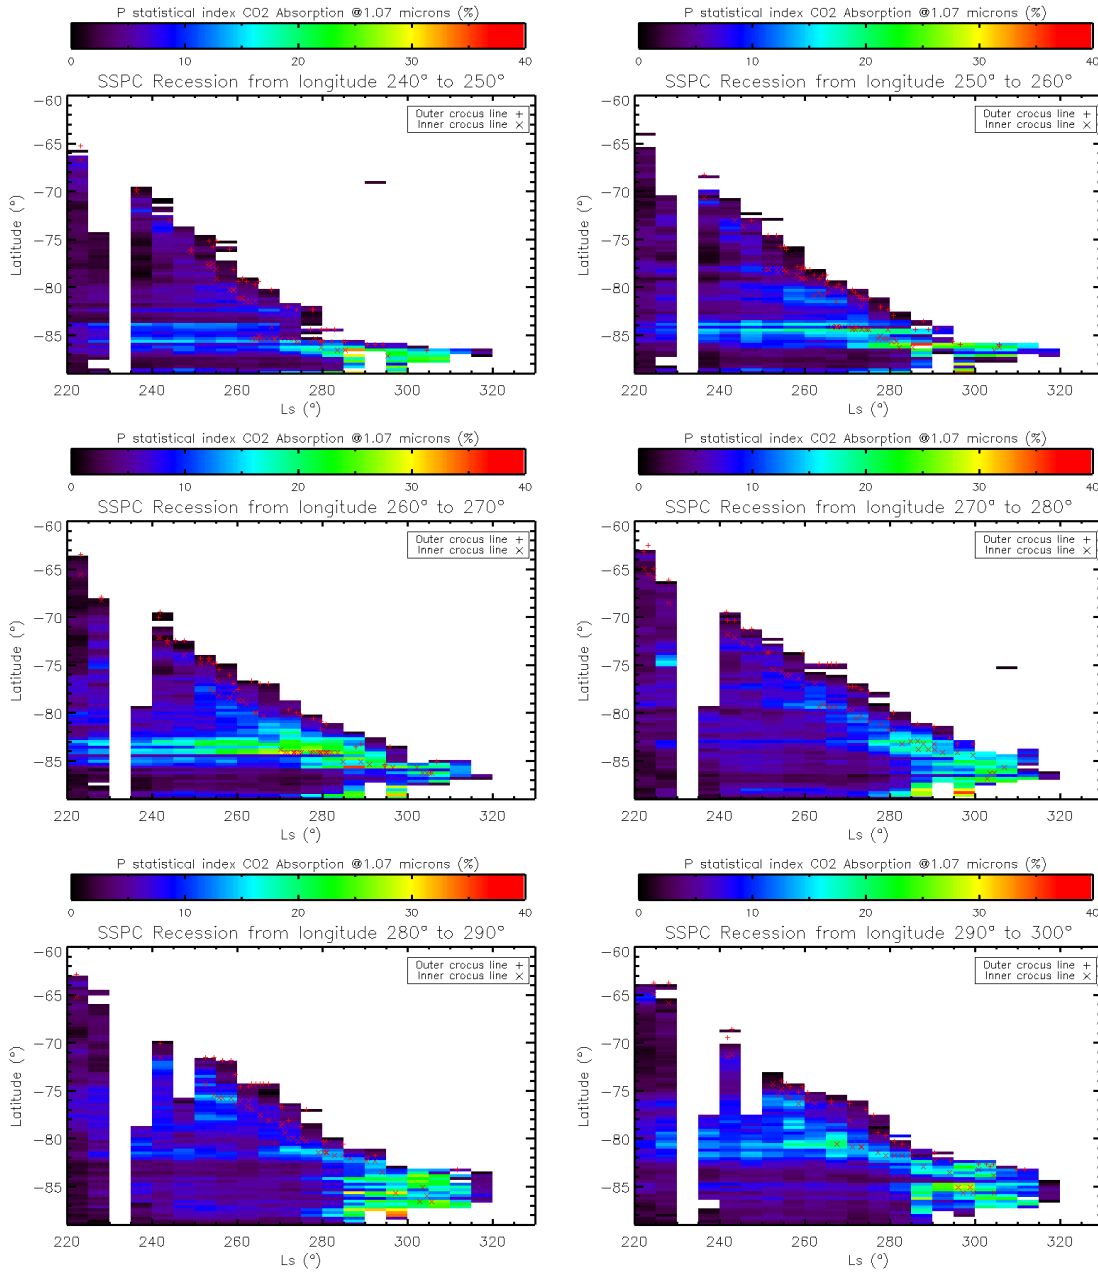 P statistical index CO2 Absorption @1.07 microns (%)
0 10 20 30 40
SSPC Recession from longitude 240° to 250°
Outer crocus line +
Inner crocus line ×
-60
-65
-70
-75
-80
-85
Latitude (°)
220 240 260 280 300 320
Ls (°)
P statistical index CO2 Absorption @1.07 microns (%)
0 10 20 30 40
SSPC Recession from longitude 250° to 260°
Outer crocus line +
Inner crocus line ×
-60
-65
-70
-75
-80
-85
Latitude (°)
220 240 260 280 300 320
Ls (°)
P statistical index CO2 Absorption @1.07 microns (%)
0 10 20 30 40
SSPC Recession from longitude 260° to 270°
Outer crocus line +
Inner crocus line ×
-60
-65
-70
-75
-80
-85
Latitude (°)
220 240 260 280 300 320
Ls (°)
P statistical index CO2 Absorption @1.07 microns (%)
0 10 20 30 40
SSPC Recession from longitude 270° to 280°
Outer crocus line +
Inner crocus line ×
-60
-65
-70
-75
-80
-85
Latitude (°)
220 240 260 280 300 320
Ls (°)
P statistical index CO2 Absorption @1.07 microns (%)
0 10 20 30 40
SSPC Recession from longitude 280° to 290°
Outer crocus line +
Inner crocus line ×
-60
-65
-70
-75
-80
-85
Latitude (°)
220 240 260 280 300 320
Ls (°)
P statistical index CO2 Absorption @1.07 microns (%)
0 10 20 30 40
SSPC Recession from longitude 290° to 300°
Outer crocus line +
Inner crocus line ×
-60
-65
-70
-75
-80
-85
Latitude (°)
220 240 260 280 300 320
Ls (°)